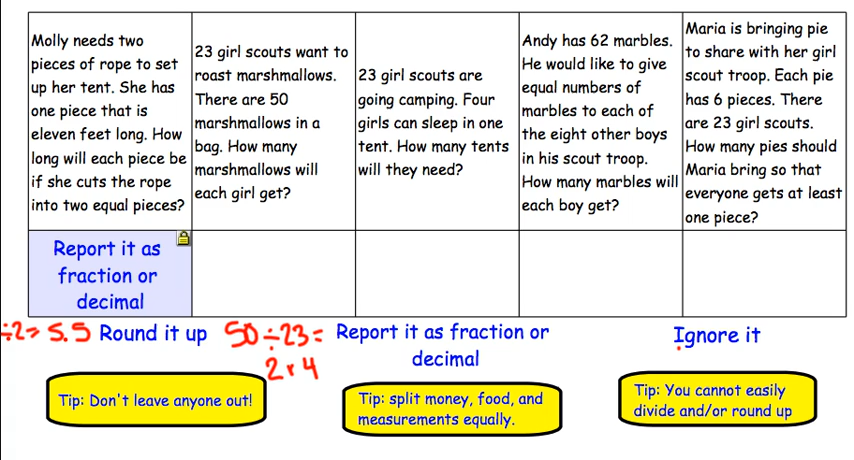 Molly needs two
pieces of rope to set
up her tent. She has
one piece that is
eleven feet long. How
long will each piece be
if she cuts the rope
into two equal pieces?
23 girl scouts want to
roast marshmallows.
There are 50
marshmallows in a
bag. How many
marshmallows will
each girl get?
23 girl scouts are
going camping. Four
girls can sleep in one
tent. How many tents
will they need?
Andy has 62 marbles.
He would like to give
equal numbers of
marbles to each of
the eight other boys
in his scout troop.
How many marbles will
each boy get?
Maria is bringing pie
to share with her girl
scout troop. Each pie
has 6 pieces. There
are 23 girl scouts.
How many pies should
Maria bring so that
everyone gets at least
one piece?
Report it as
fraction or
decimal
÷2= 5.5
Round it up
50÷23=
2r4
Report it as fraction or
decimal
Ignore it
Tip: Don't leave anyone out!
Tip: split money, food, and
measurements equally.
Tip: You cannot easily
divide and/or round up